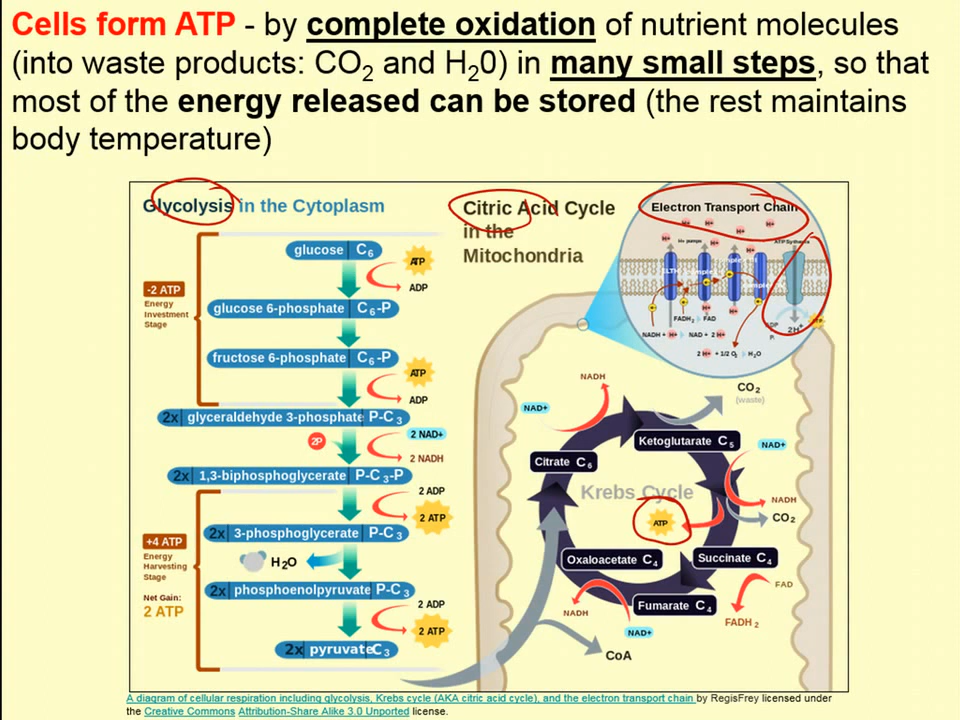 Cells form ATP - by complete oxidation of nutrient molecules
(into waste products: CO2 and H20) in many small steps, so that
most of the energy released can be stored (the rest maintains
body temperature)
Glycolysis in the Cytoplasm
glucose C6
ATP
ADP
-2 ATP
Energy
Investment
Stage
glucose 6-phosphate C6-P
fructose 6-phosphate C6-P
ATP
ADP
2x glyceraldehyde 3-phosphate P-C3
2P
2 NAD+
2 NADH
2x 1,3-biphosphoglycerate P-C3-P
2 ADP
2 ATP
+4 ATP
Energy
Harvesting
Stage
Net Gain:
2 ATP
2x 3-phosphoglycerate P-C3
H2O
2x phosphoenolpyruvate P-C3
2 ADP
2 ATP
2x pyruvate C3
Citric Acid Cycle
in the
Mitochondria
Electron Transport Chain
H+ H+ H+ H+
H+ pumps
ATP Synthesis
FADH2 FAD
NADH + H+ NAD + 2 H+
2 H+ + 1/2 O2 H2O
Pi
2H+
ATP
NADH
NAD+
CO2
(waste)
Ketoglutarate C5
NAD+
Citrate C6
Krebs Cycle
NADH
CO2
ATP
Oxaloacetate C4
Succinate C4
FAD
FADH2
Fumarate C4
NADH
NAD+
CoA
A diagram of cellular respiration including glycolysis, Krebs cycle (AKA citric acid cycle), and the electron transport chain by RegisFrey licensed under
the Creative Commons Attribution-Share Alike 3.0 Unported license.